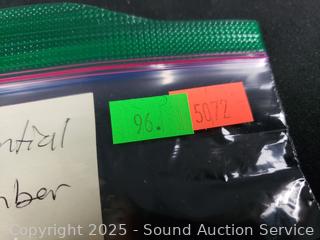 96. 5072
ntial
mber
Copyright 2025 - Sound Auction Service